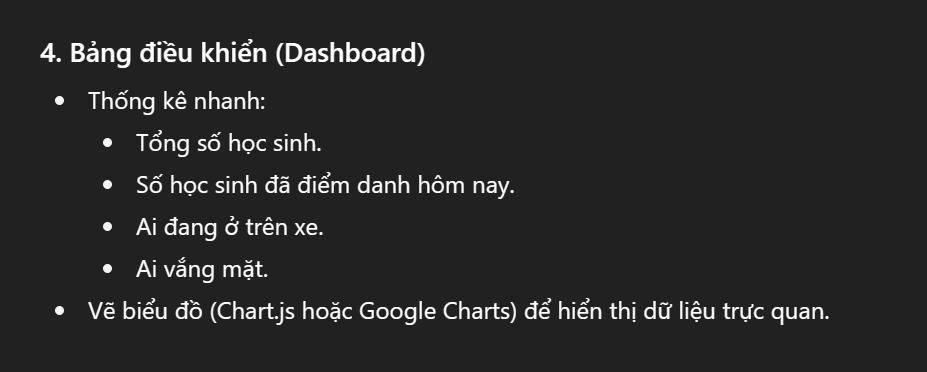 4. Bảng điều khiển (Dashboard)
Thống kê nhanh:
Tổng số học sinh.
Số học sinh đã điểm danh hôm nay.
Ai đang ở trên xe.
Ai vắng mặt.
Vẽ biểu đồ (Chart.js hoặc Google Charts) để hiển thị dữ liệu trực quan.